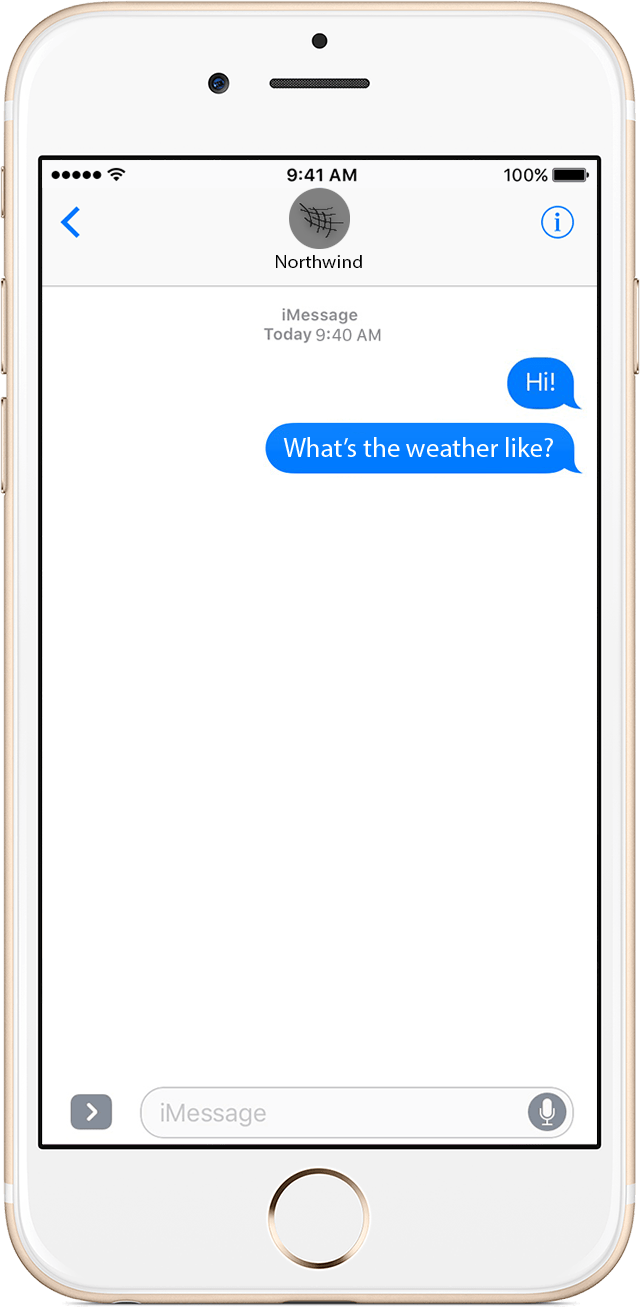 9:41 AM
100%
Northwind
iMessage
Today 9:40 AM
Hi!
What’s the weather like?
iMessage